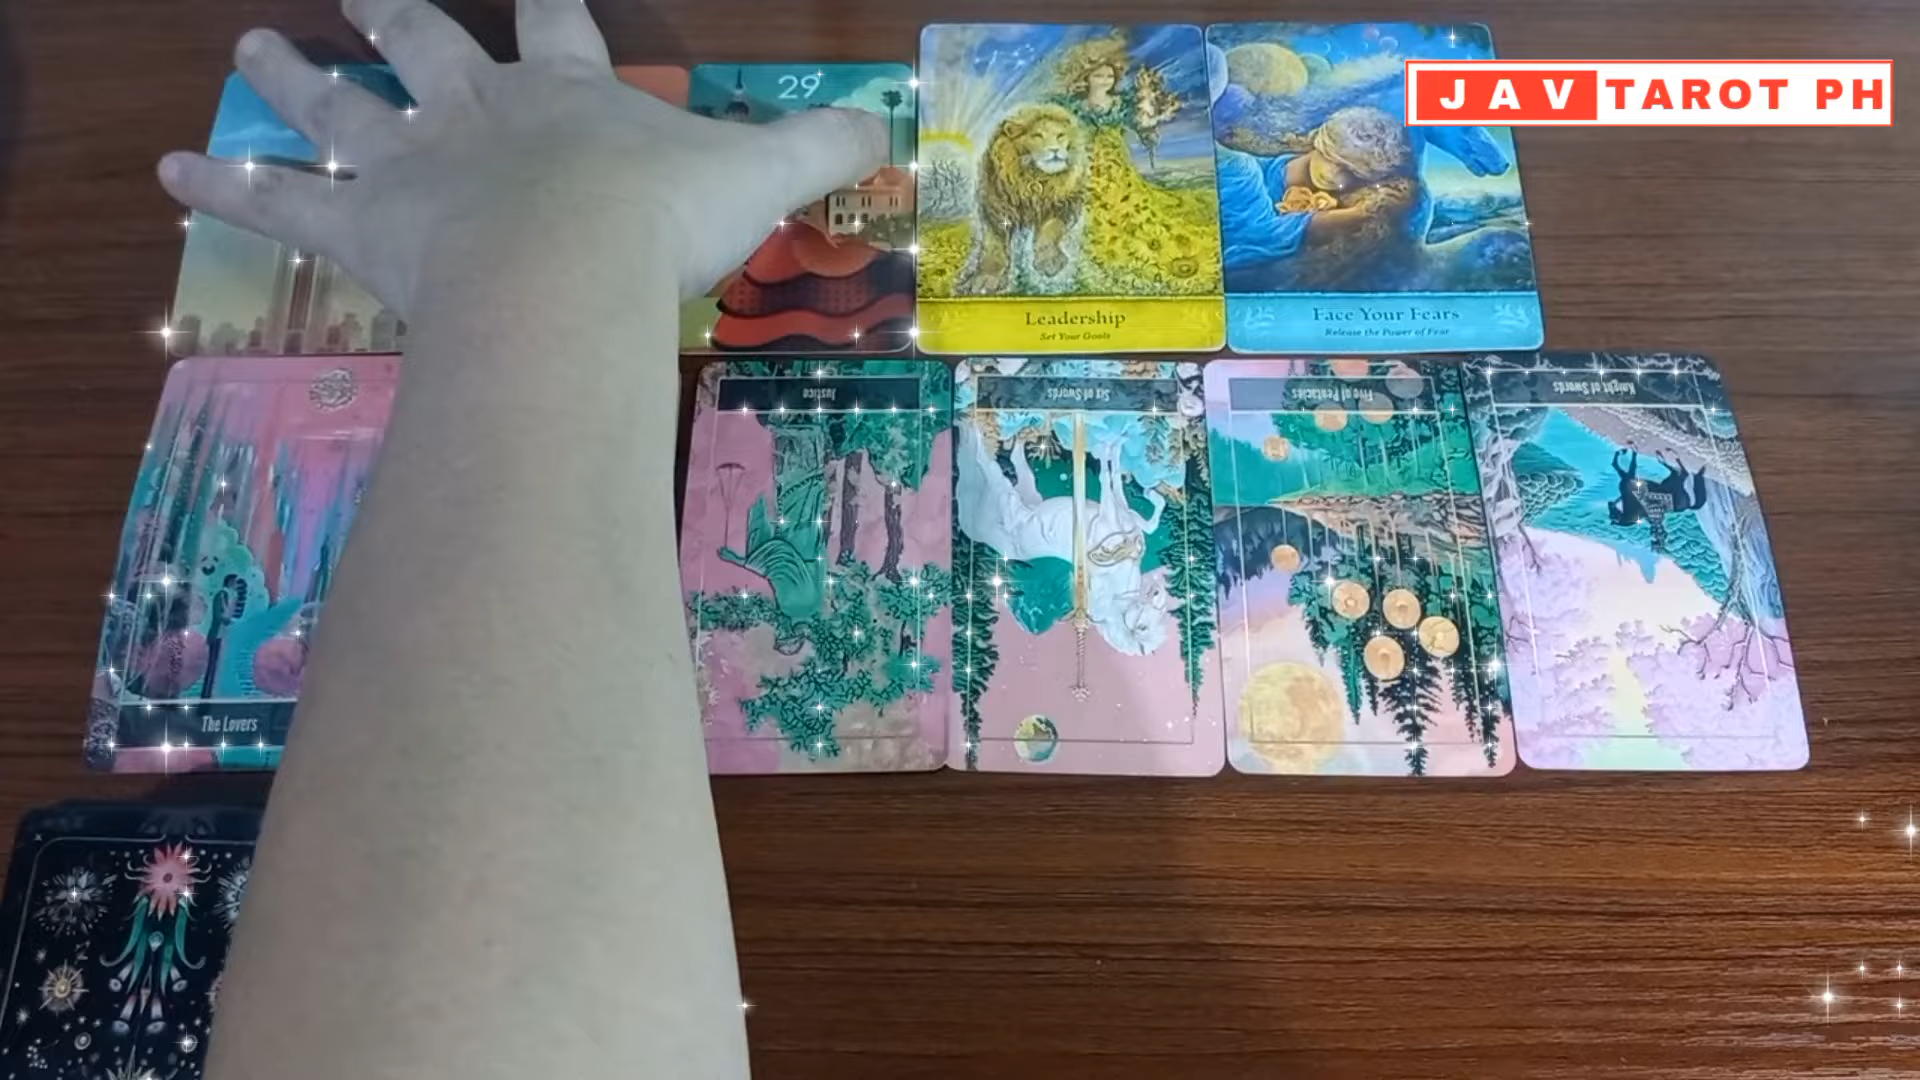 JAV TAROT PH
29
Leadership
Set Your Goals
Face Your Fears
Release the Power of Fear
Justice
Six of Swords
Five of Pentacles
Knight of Swords
The Lovers